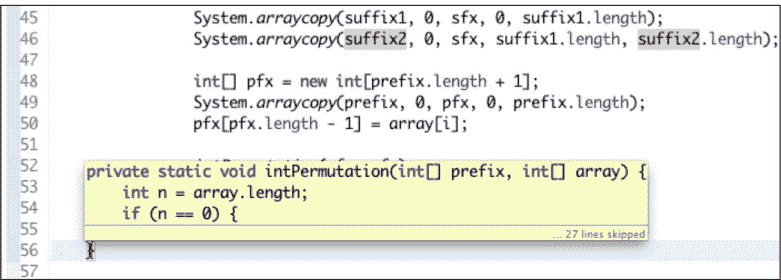 45 System.arraycopy(suffix1, 0, sfx, 0, suffix1.length);
46 System.arraycopy(suffix2, 0, sfx, suffix1.length, suffix2.length);
47
48 int[] pfx = new int[prefix.length + 1];
49 System.arraycopy(prefix, 0, pfx, 0, prefix.length);
50 pfx[pfx.length - 1] = array[i];
51
52
private static void intPermutation(int[] prefix, int[] array) {
53 int n = array.length;
54 if (n == 0) {
55 ... 27 lines skipped
56 }
57